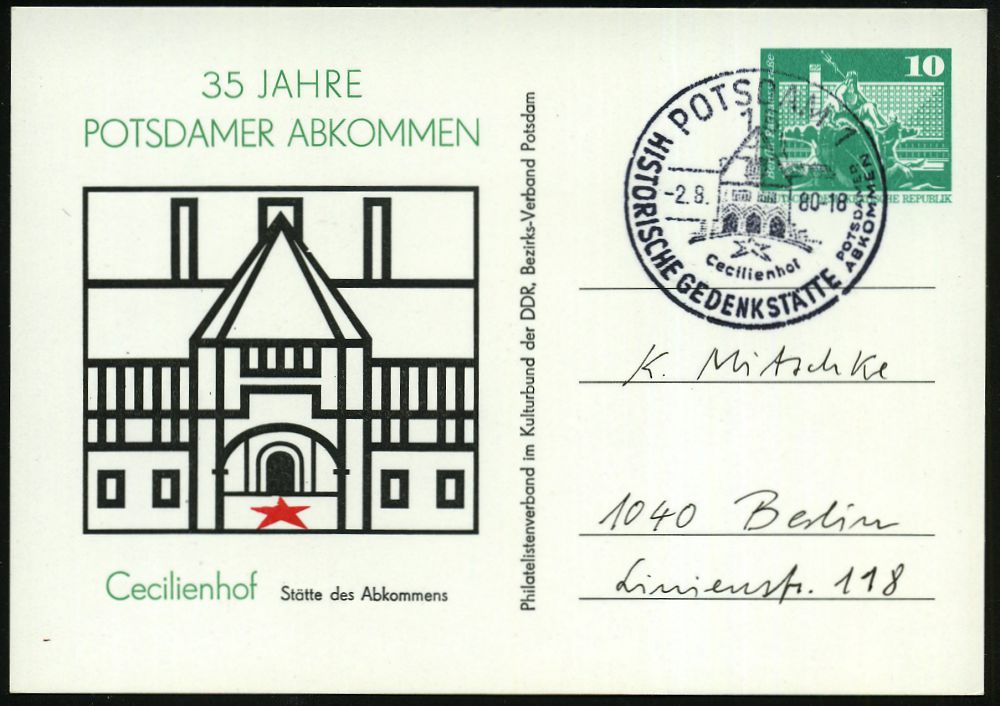 35 JAHRE
POTSDAMER ABKOMMEN
Cecilienhof Stätte des Abkommens
Philatelistenverband im Kulturbund der DDR, Bezirks-Verband Potsdam
10
POTSDAM 1
HISTORISCHE GEDENKSTÄTTE
POTSDAMER
ABKOMMEN
-2.8. 80-18
Cecilienhof
DEUTSCHE DEMOKRATISCHE REPUBLIK
K. Mitschke
1040 Berlin
Linienstr. 118